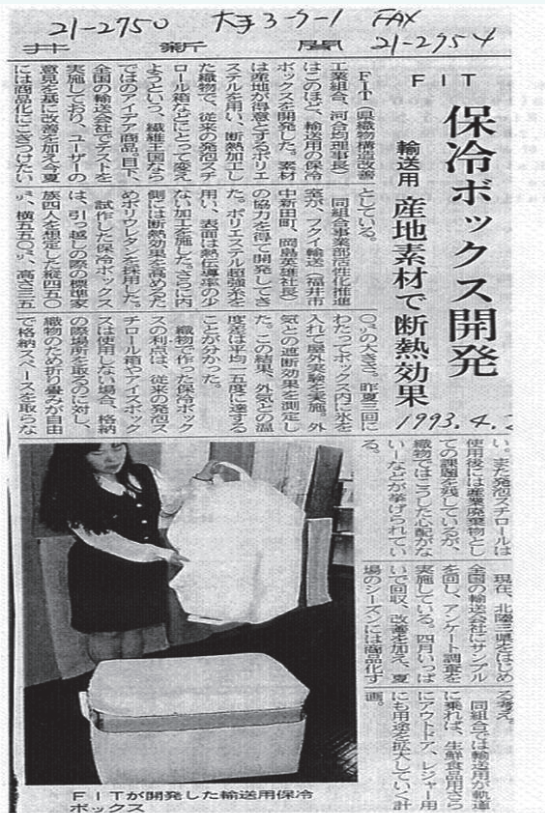 21-2750 大手3-9-1 FAX
21-2954
井 新 聞
ＦＩＴ
保冷ボックス開発
輸送用 産地素材で断熱効果
1993.4.
ＦＩＴ（県織物構造改善
工業組合、河合均理事長）
はこのほど、輸送用の保冷
ボックスを開発した。素材
は産地が得意とするポリエ
ステルを用い、断熱加工し
た織物で、従来の発泡スチ
ロール箱などにとって変え
ようという、繊維王国なら
ではのアイデア商品。目下、
全国の輸送会社でテストを
実施しており、ユーザーの
意見を基に改善を加え今夏
には商品化にこぎつけたい
としている。
同組合事業部活性化推進
室が、フクイ輸送（福井市
中新田町、岡島英雄社長）
の協力を得て開発してき
た。ポリエステル超強糸を
用い、表面は熱伝導率の少
ない加工を施した。さらに内
側には断熱効果を高めるた
めポリウレタンを採用した。
試作した保冷ボックス
は、引っ越しの際の標準家
族四人を想定した縦四五〇
㍉、横五五〇㍉、高さ三五
〇㍉の大きさ。昨夏二回に
わたってボックス内に氷を
入れて屋外実験を実施。外
気との遮断効果を測定し
た。この結果、外気との温
度差は平均一五度に達する
ことが分かった。
織物で作った保冷ボック
スの利点は、従来の発泡ス
チロール箱やアイスボック
スは使用しない場合、格納
の際場所を取るのに対し、
織物のため折り畳みが自由
で格納スペースを取らな
い。また発泡スチロールは
使用後には産業廃棄物とし
ての課題を残しているが、
織物ではこうした心配がな
い―などが挙げられてい
る。
現在、北陸三県をはじめ
全国の輸送会社にサンプル
を回し、アンケート調査を
実施している。四月いっぱ
いで回収、改善を加え、夏
場のシーズンには商品化す
る考え。
同組合では輸送用が軌道
に乗れば、生鮮食品用さら
にアウトドア、レジャー用
にも用途を拡大していく計
画。
ＦＩＴが開発した輸送用保冷
ボックス